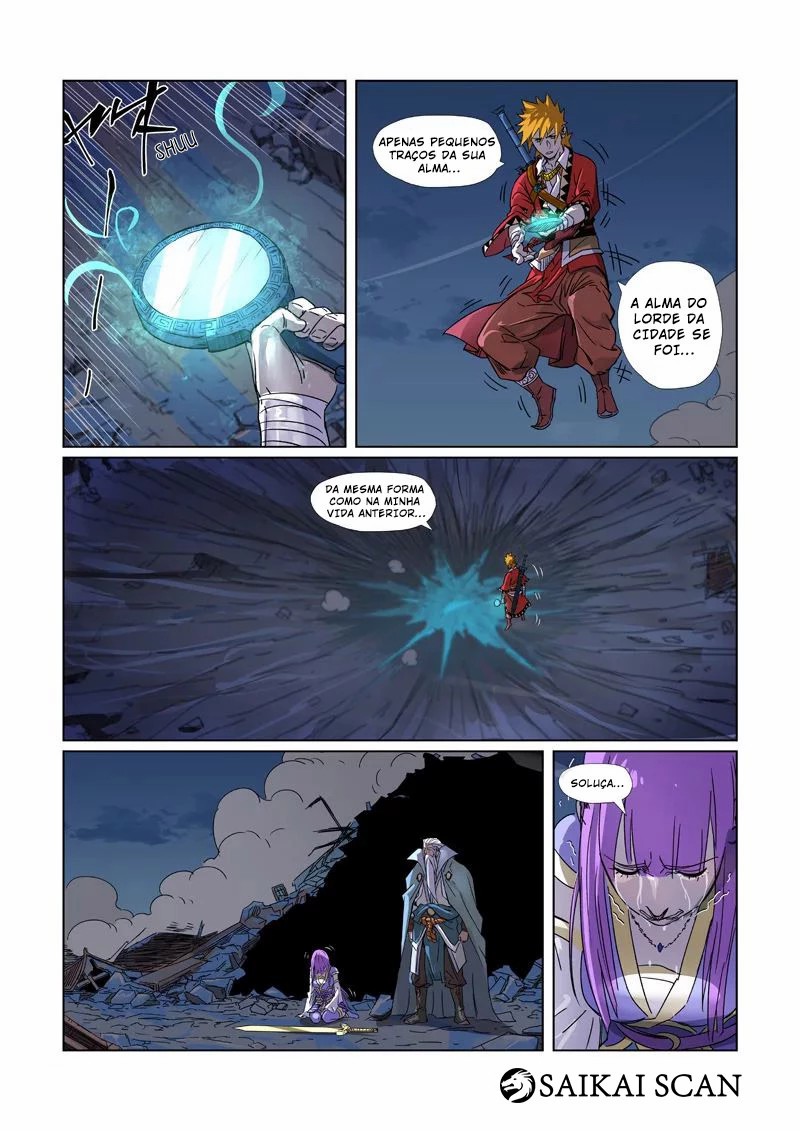 SHUU
APENAS PEQUENOS
TRAÇOS DA SUA
ALMA...
A ALMA DO
LORDE DA
CIDADE SE
FOI...
DA MESMA FORMA
COMO NA MINHA
VIDA ANTERIOR...
SOLUÇA...
SAIKAI SCAN